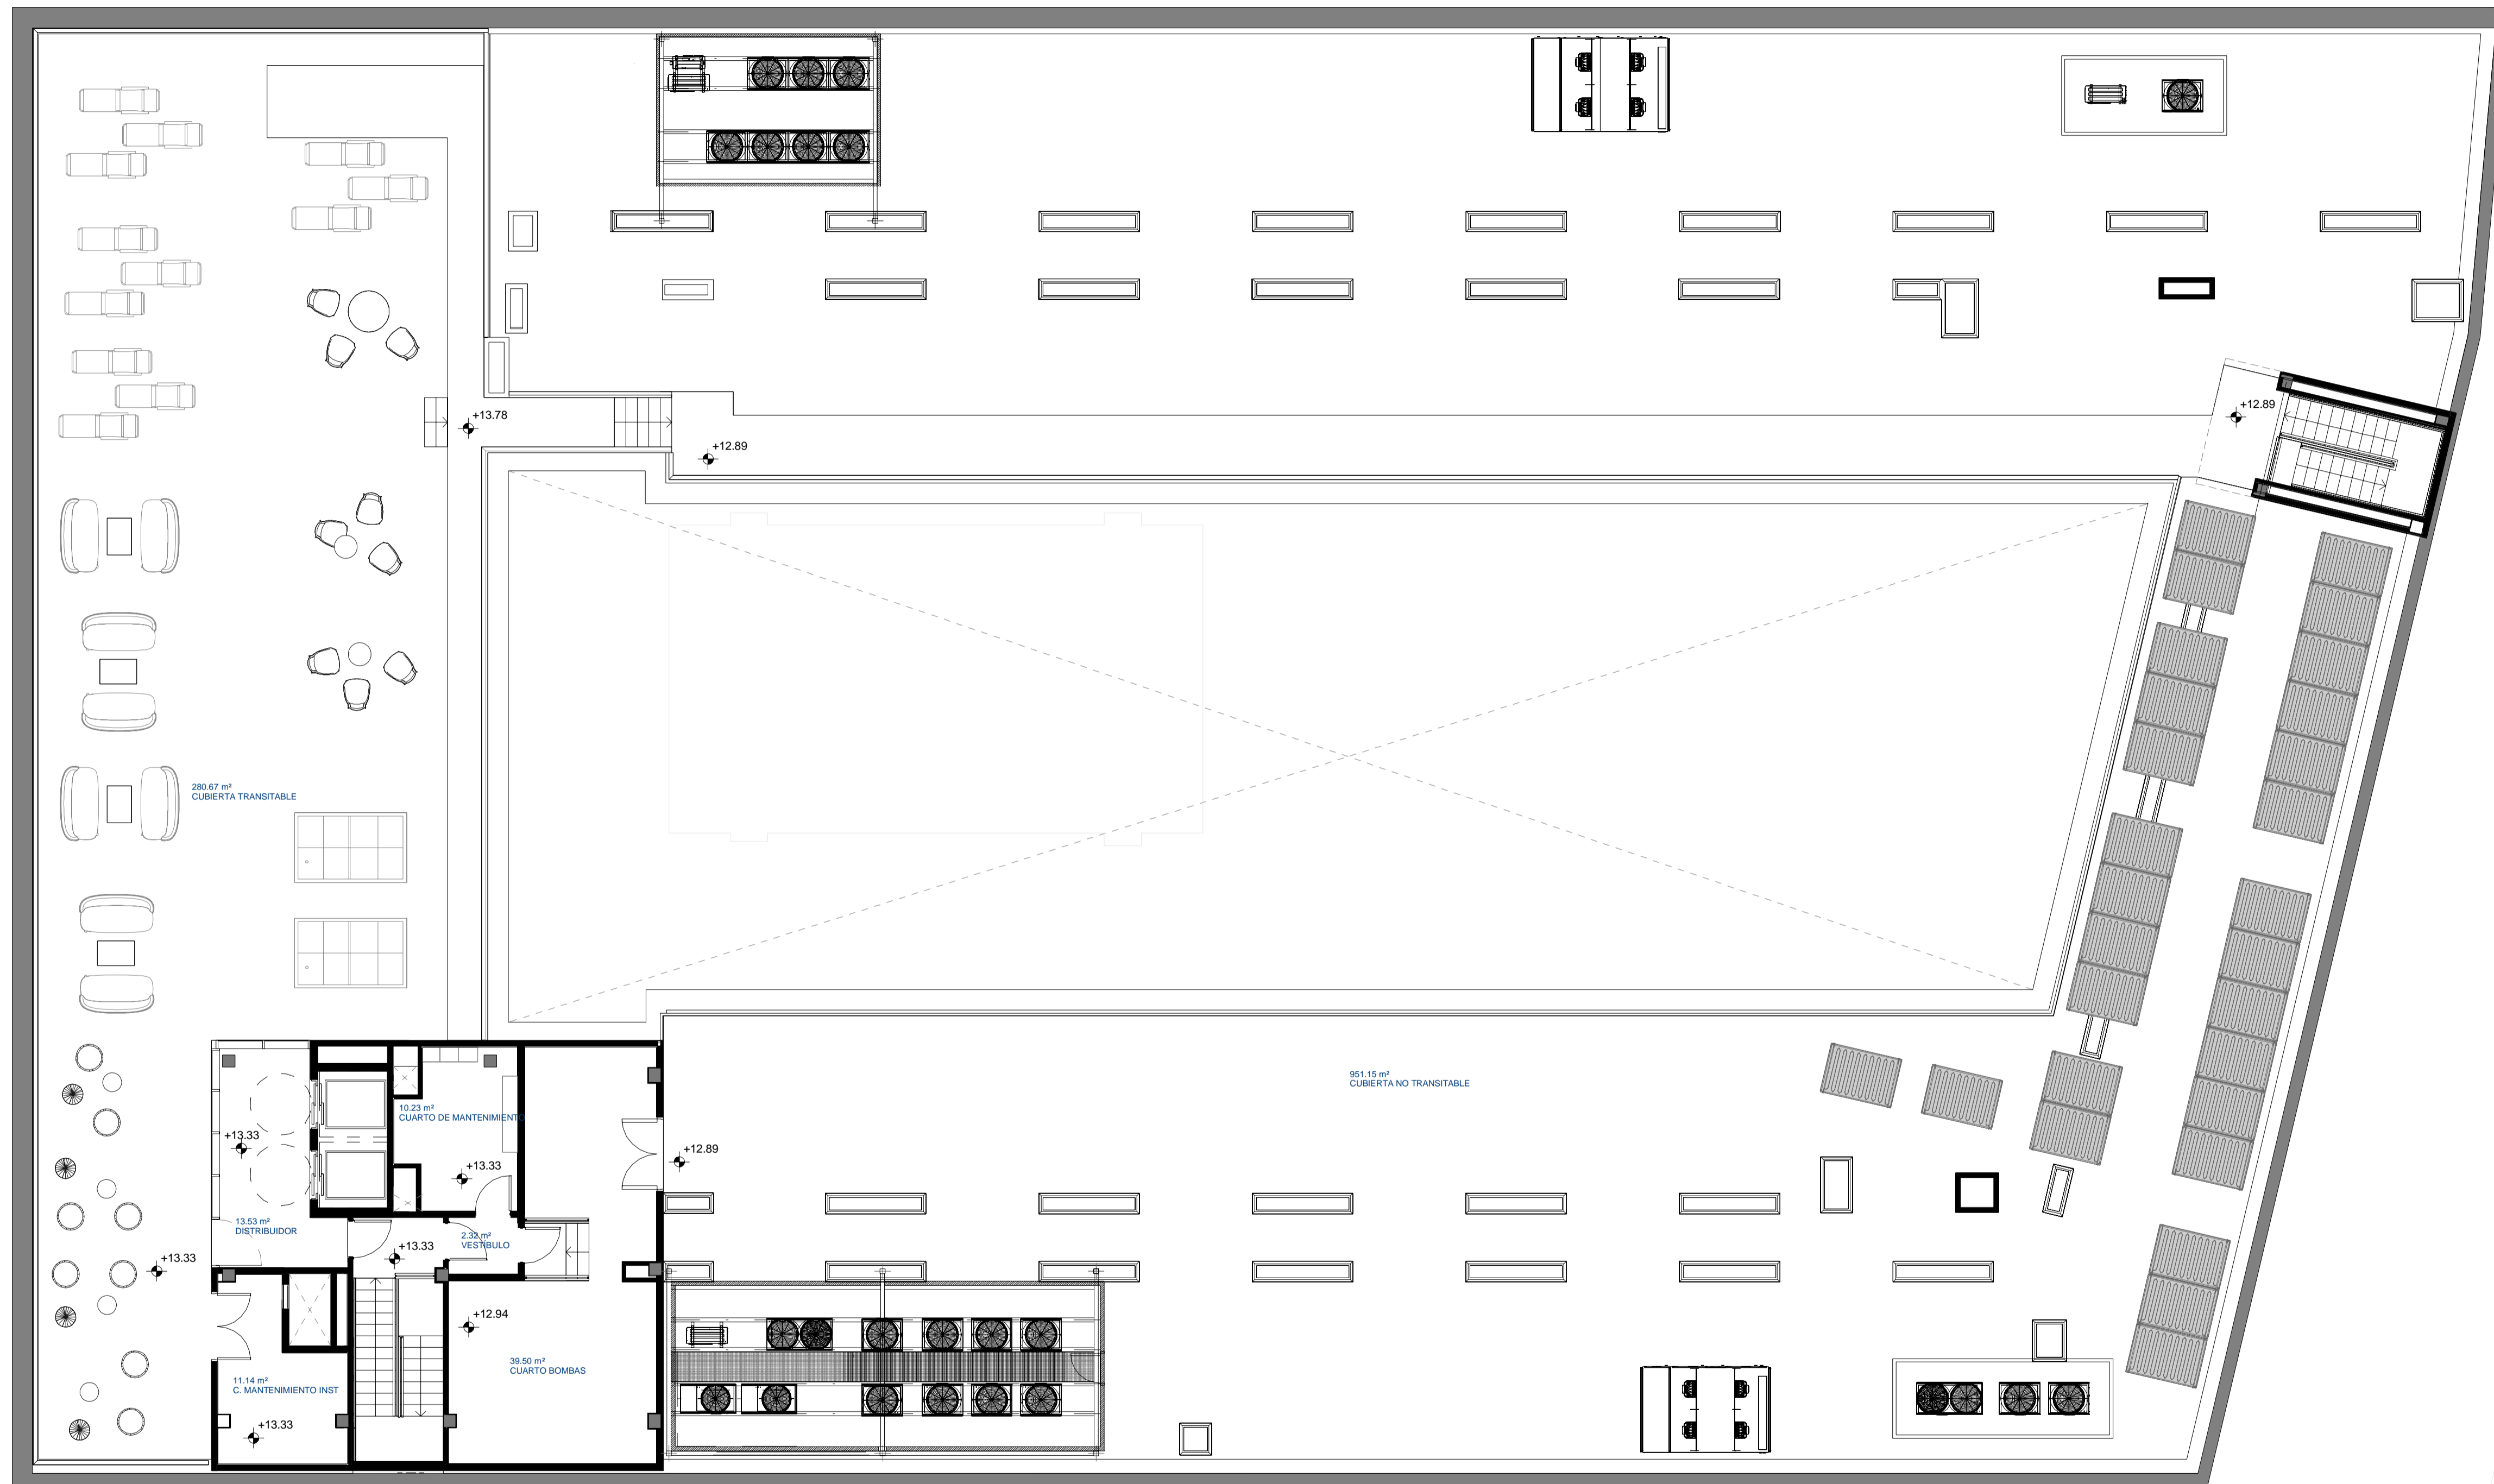 +13.78
+12.89
+12.89
280.67 m²
CUBIERTA TRANSITABLE
951.15 m²
CUBIERTA NO TRANSITABLE
10.23 m²
CUARTO DE MANTENIMIENTO
+13.33
+12.89
+13.33
13.53 m²
DISTRIBUIDOR
2.32 m²
VESTÍBULO
+13.33
+13.33
+12.94
39.50 m²
CUARTO BOMBAS
11.14 m²
C. MANTENIMIENTO INST
+13.33